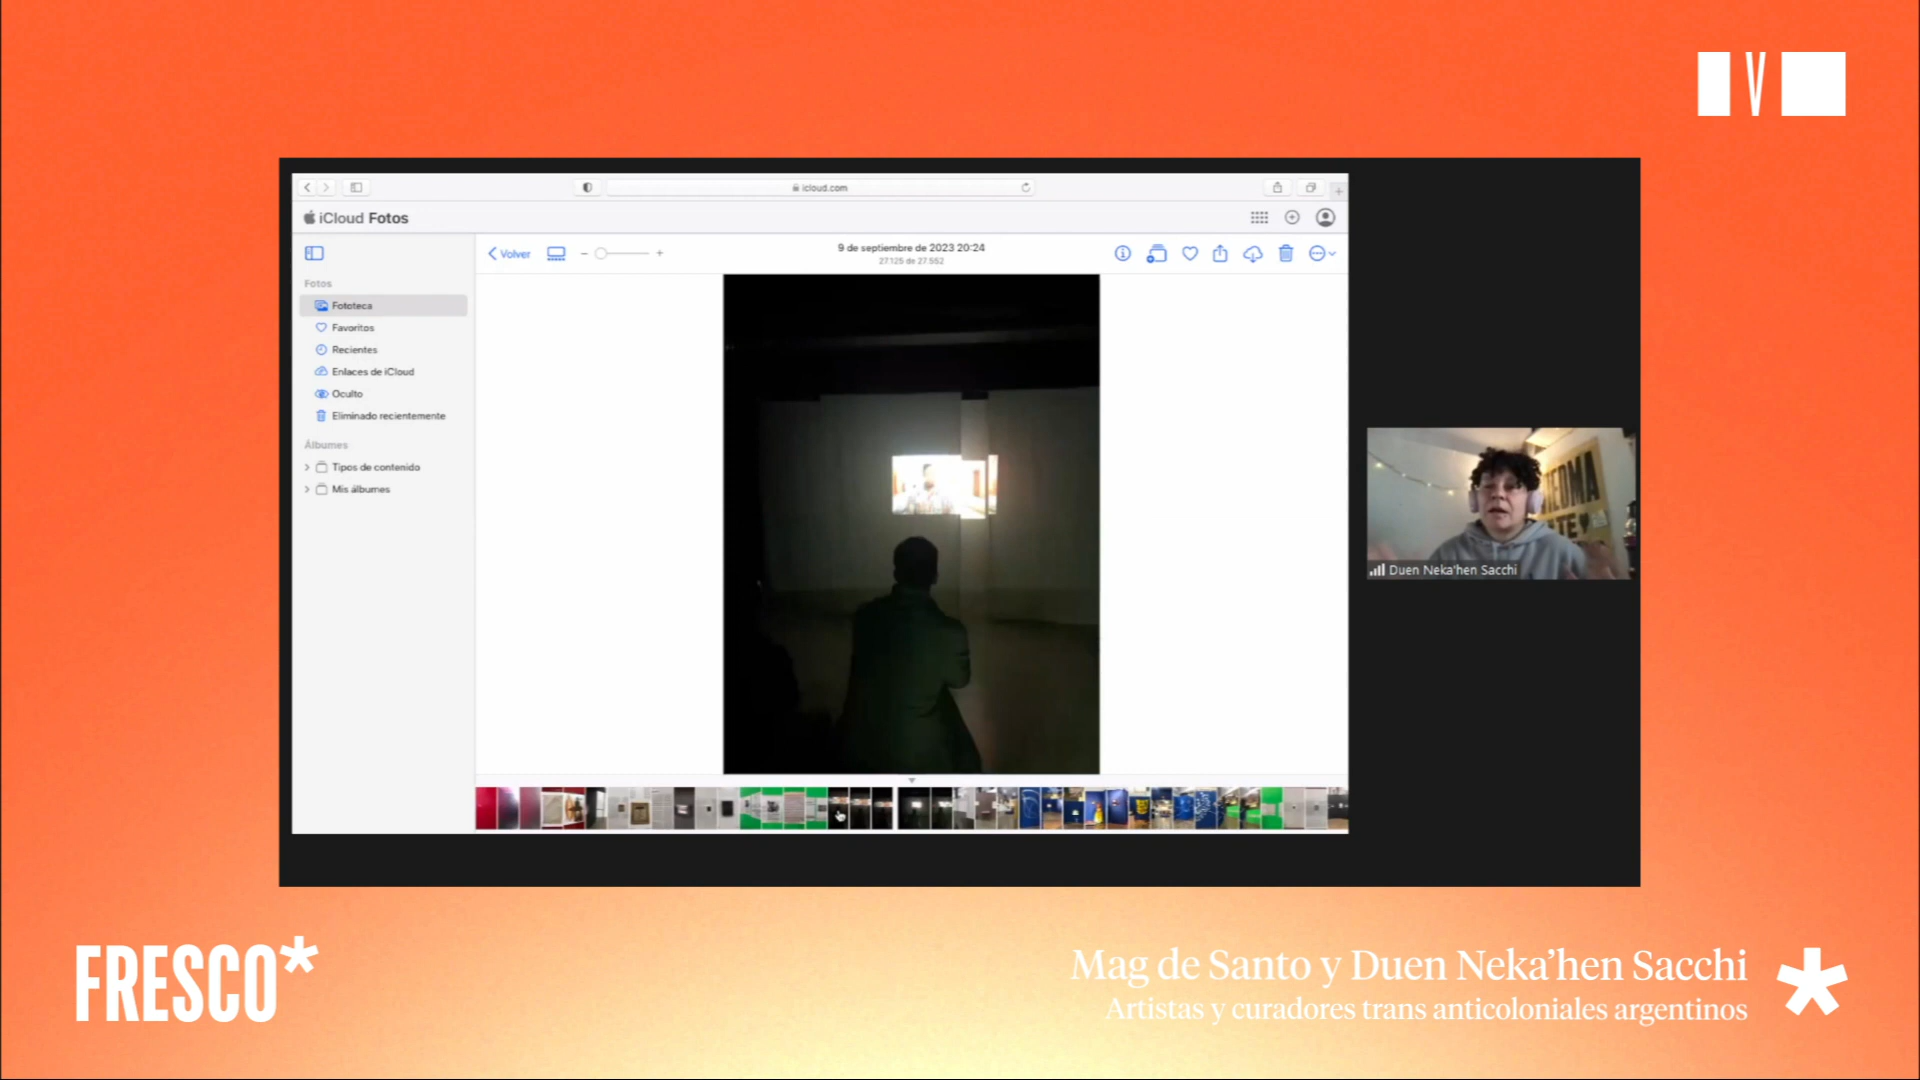 V
icloud.com
iCloud Fotos
Volver
9 de septiembre de 2023 20:24
27.125 de 27.552
Fotos
Fototeca
Favoritos
Recientes
Enlaces de iCloud
Oculto
Eliminado recientemente
Álbumes
Tipos de contenido
Mis álbumes
Duen Neka'hen Sacchi
FRESCO*
Mag de Santo y Duen Neka’hen Sacchi
Artistas y curadores trans anticoloniales argentinos